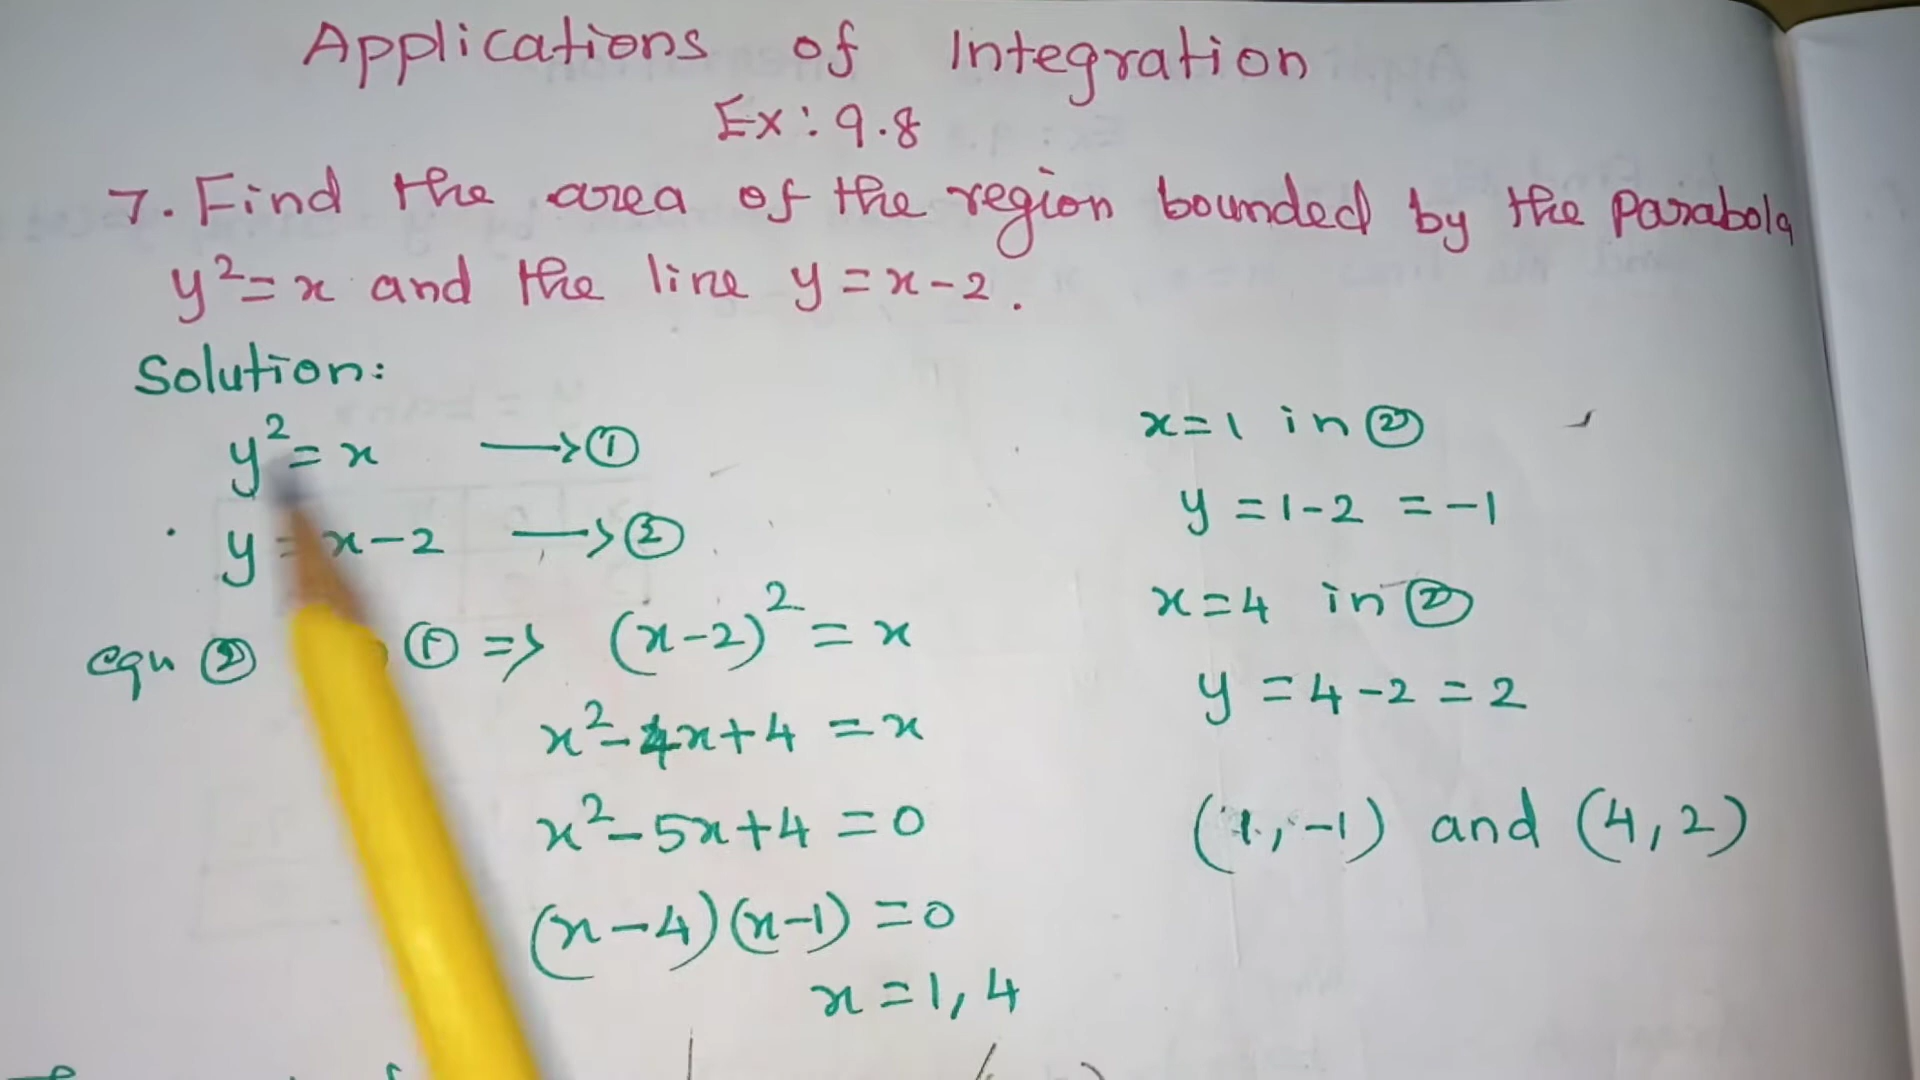 Applications of Integration
Ex: 9.8
7. Find the area of the region bounded by the parabola
y² = x and the line y = x - 2.
Solution:
y² = x → ①
y = x - 2 → ②
equ ② ① ⇒ (x-2)² = x
x² - 4x + 4 = x
x² - 5x + 4 = 0
(x-4)(x-1) = 0
x = 1, 4
x = 1 in ②
y = 1-2 = -1
x = 4 in ②
y = 4-2 = 2
(1, -1) and (4, 2)